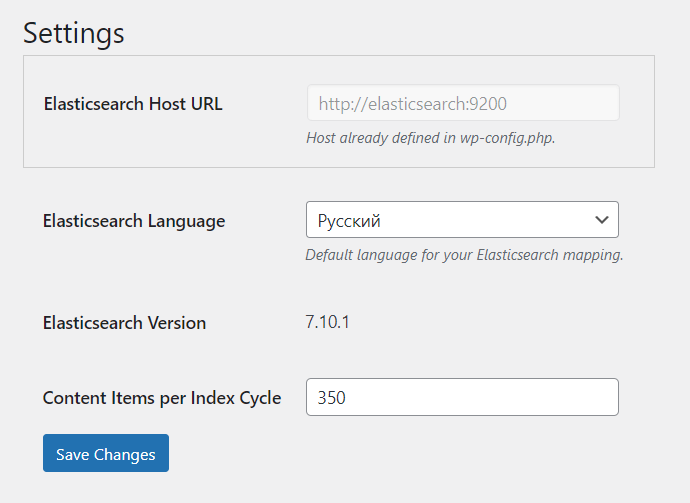 Settings
Elasticsearch Host URL
http://elasticsearch:9200
Host already defined in wp-config.php.
Elasticsearch Language
Русский
Default language for your Elasticsearch mapping.
Elasticsearch Version
7.10.1
Content Items per Index Cycle
350
Save Changes